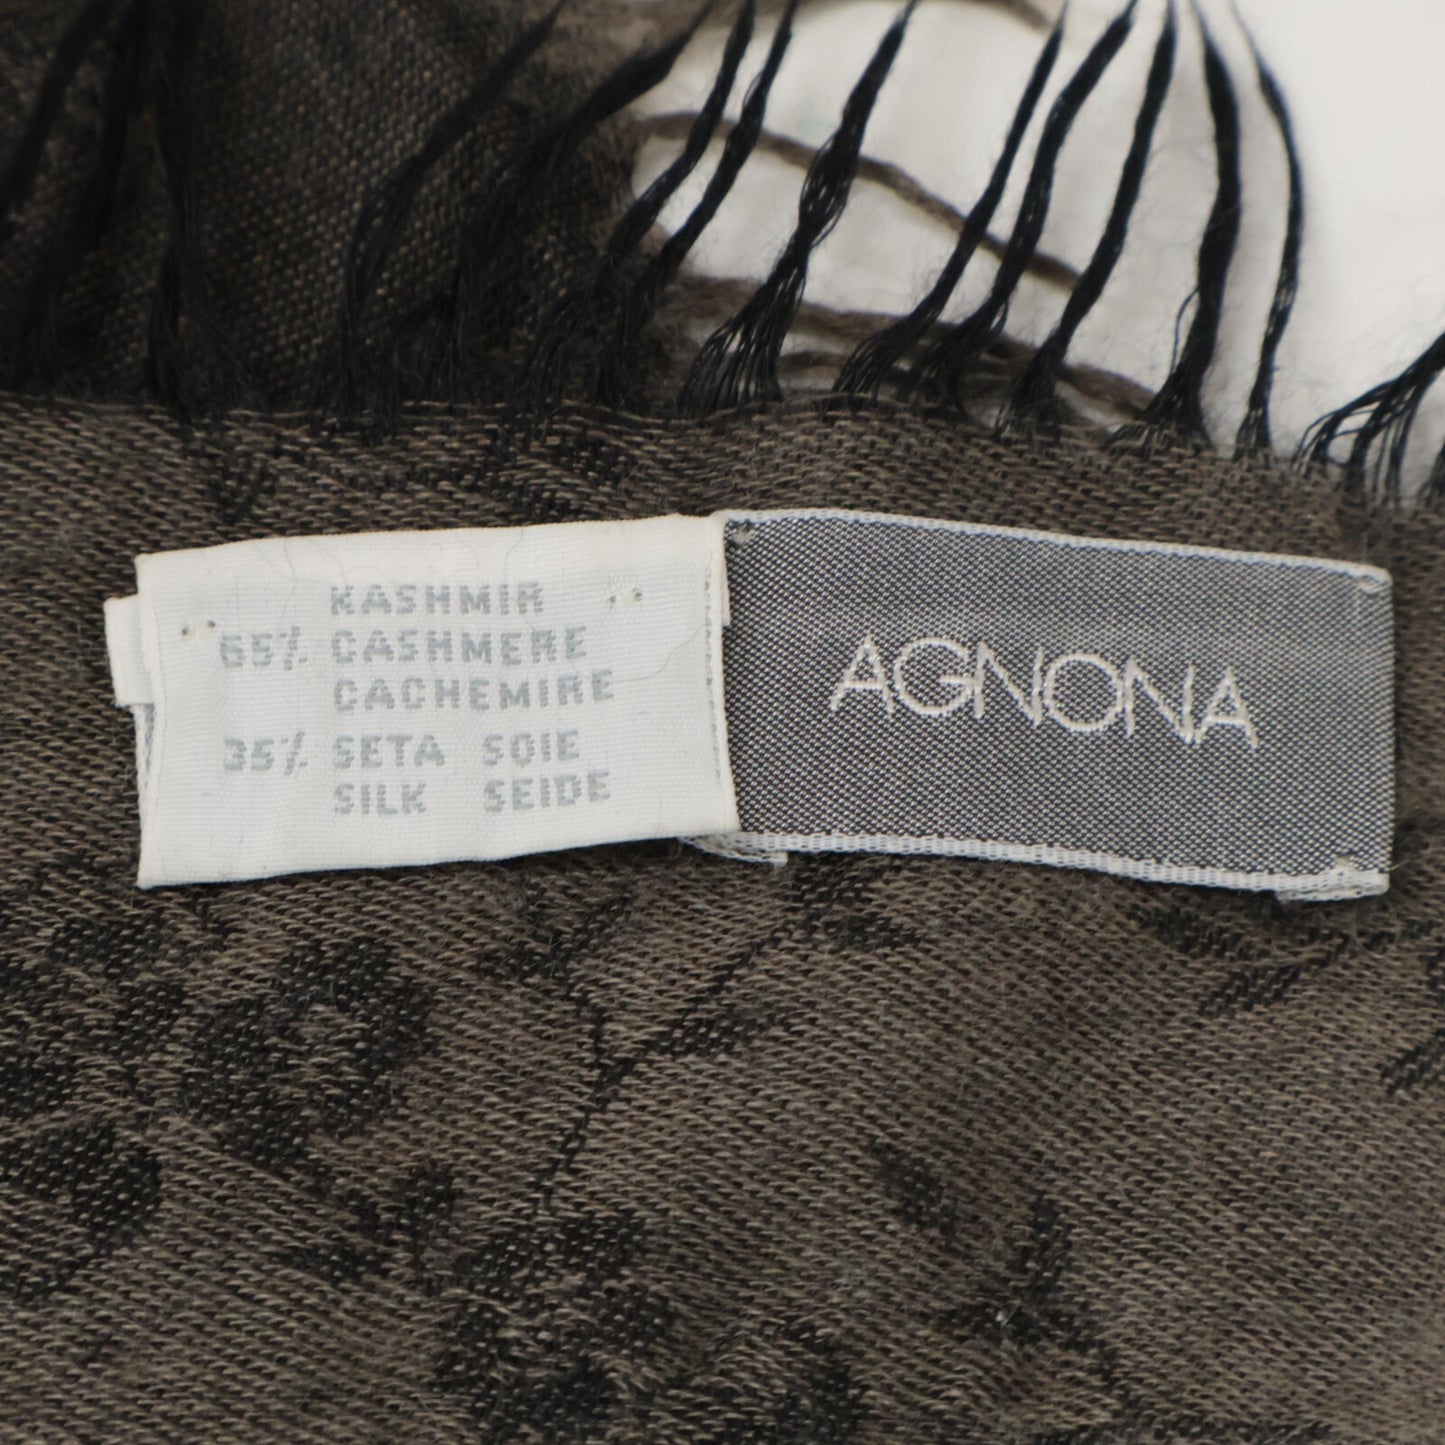 KASHMIR
65% CASHMERE
CACHEMIRE
35% SETA SOIE
SILK SEIDE
AGNONA